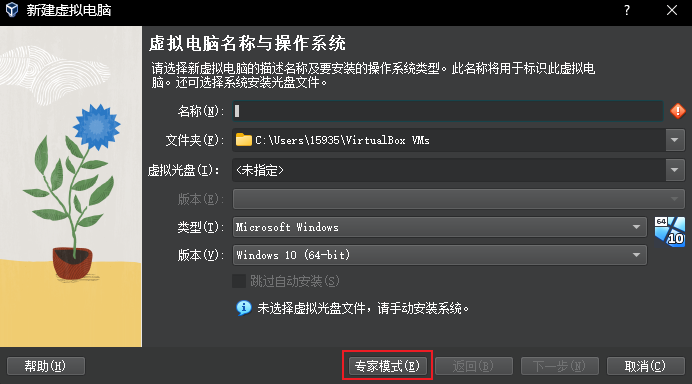 新建虚拟电脑
虚拟电脑名称与操作系统
请选择新虚拟电脑的描述名称及要安装的操作系统类型。此名称将用于标识此虚拟电
脑。还可选择系统安装光盘文件。
名称(N):
文件夹(F): C:\Users\15935\VirtualBox VMs
虚拟光盘(I): <未指定>
版本(E):
类型(T): Microsoft Windows
64
10
版本(V): Windows 10 (64-bit)
跳过自动安装(S)
未选择虚拟光盘文件，请手动安装系统。
帮助(H) 专家模式(E) 返回(B) 下一步(N) 取消(C)